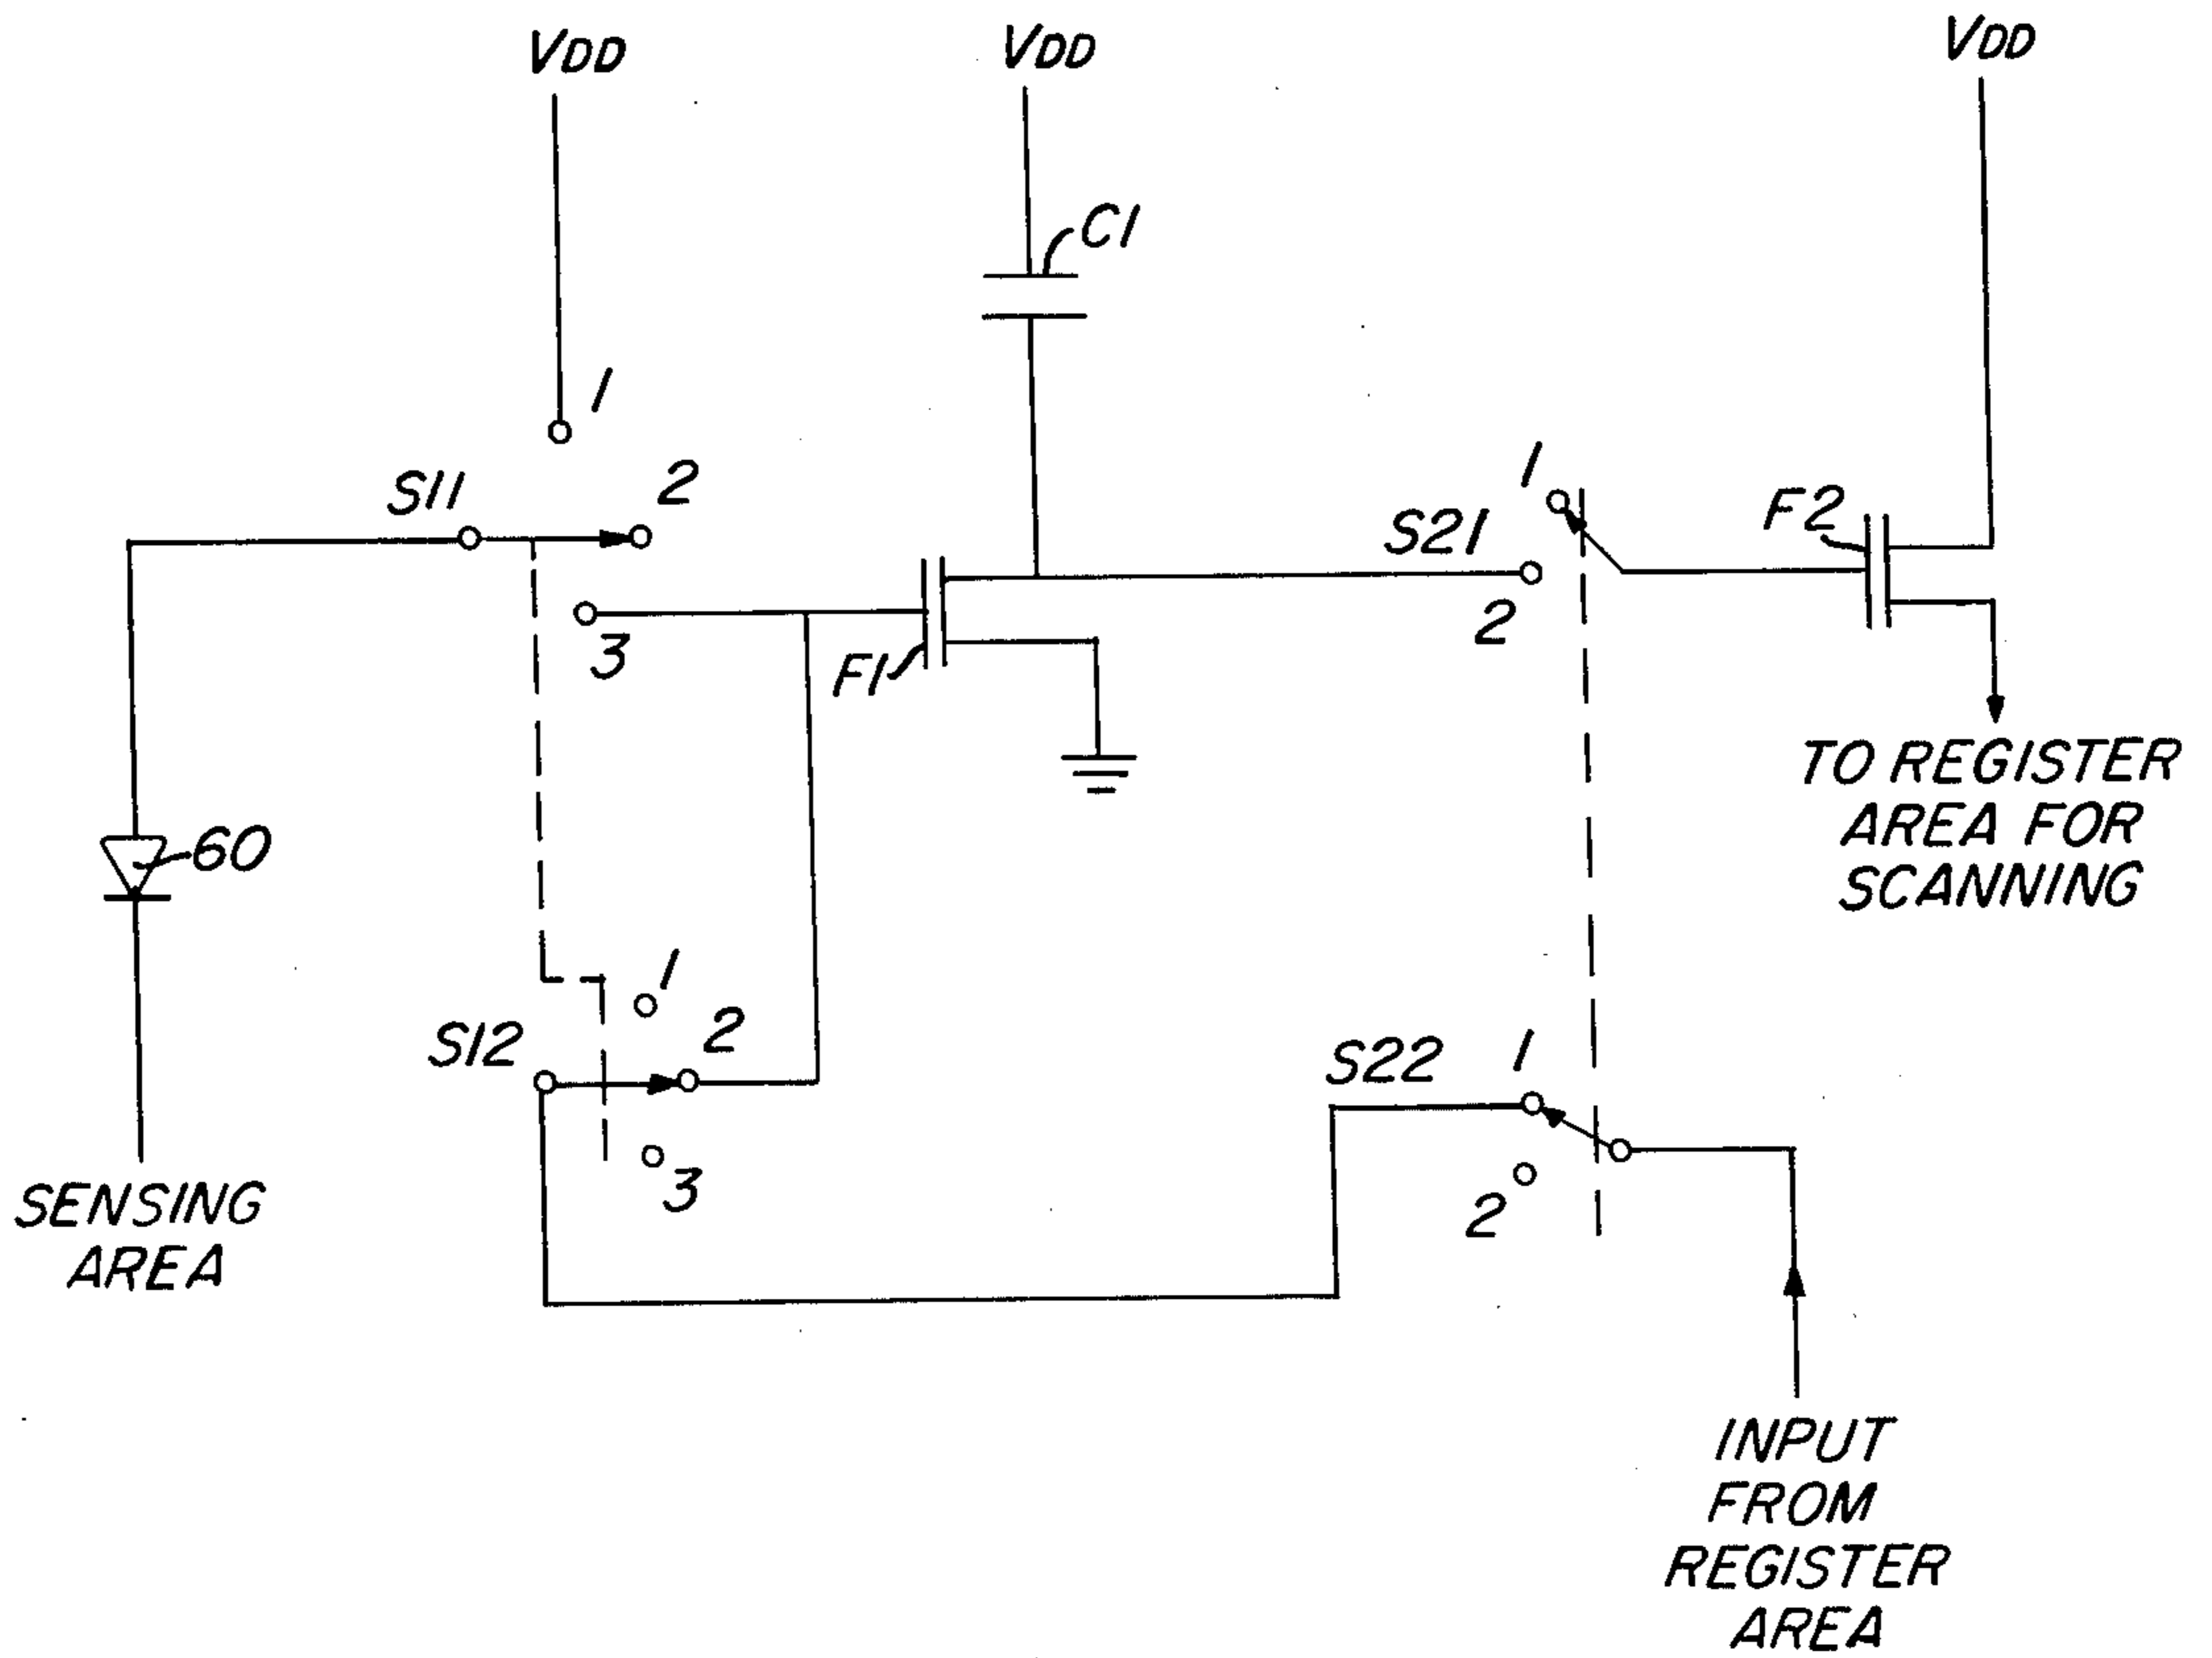 VDD
VDD
VDD
C1
1
S11
2
3
F1
S21
1
2
F2
TO REGISTER
AREA FOR
SCANNING
60
SENSING
AREA
S12
1
2
3
S22
1
2
INPUT
FROM
REGISTER
AREA